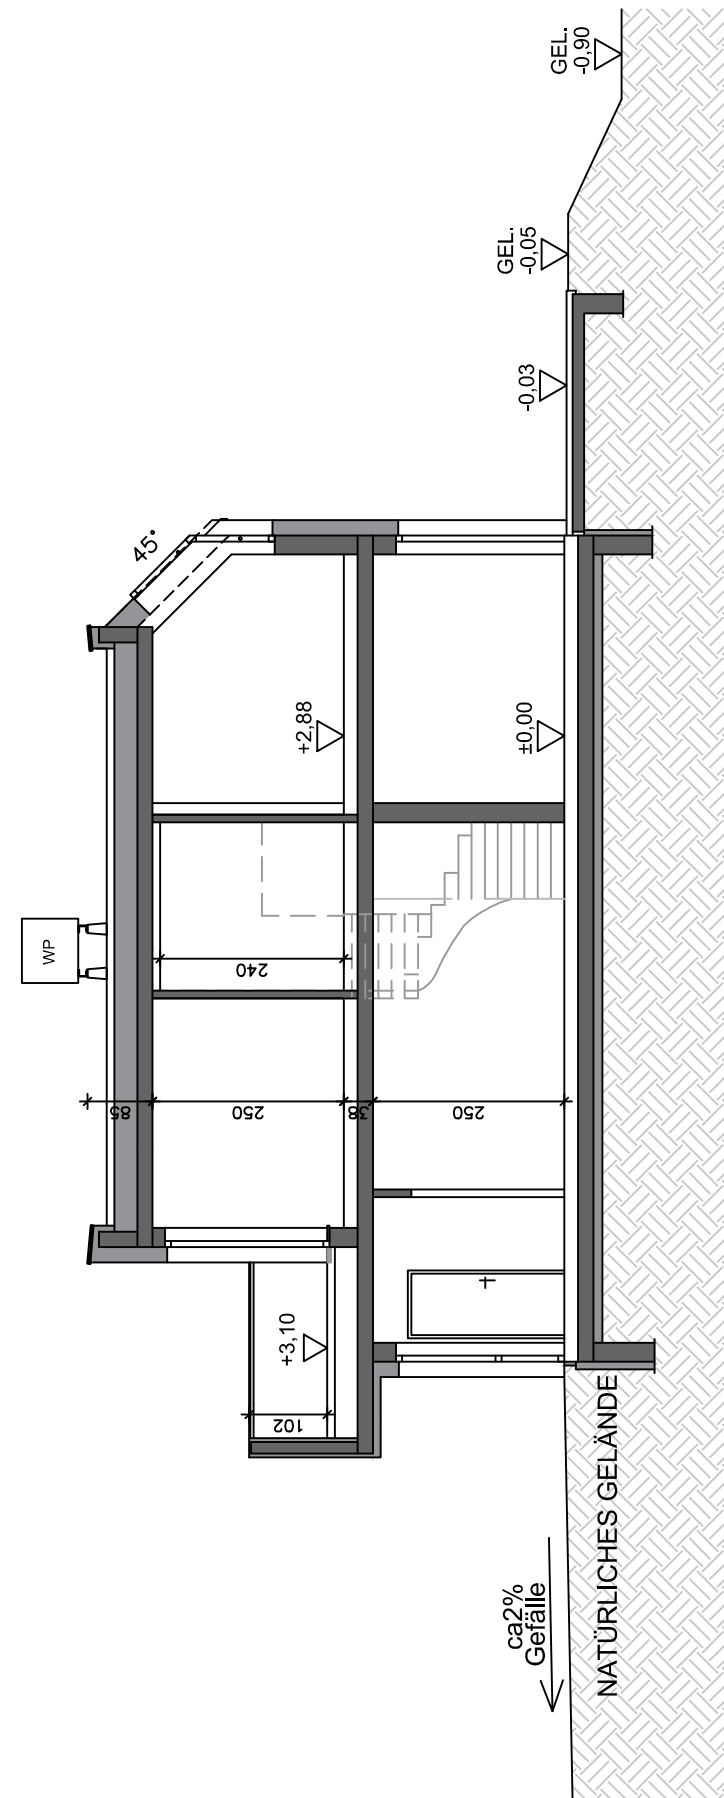 GEL.
-0,90
GEL.
-0,05
-0,03
45°
+2,88
±0,00
WP
240
85
250
38
250
+3,10
102
NATÜRLICHES GELÄNDE
ca2%
Gefälle